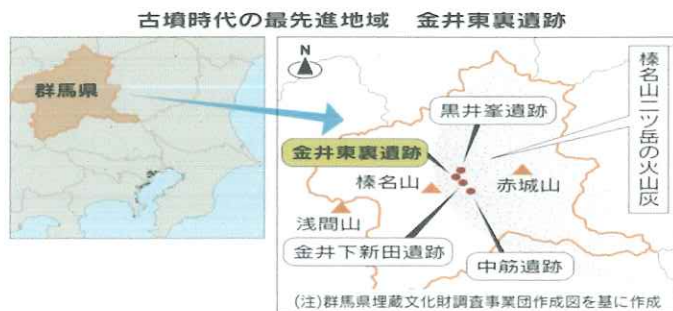 古墳時代の最先進地域 金井東裏遺跡
群馬県
N
黒井峯遺跡
榛名山二ツ岳の火山灰
金井東裏遺跡
榛名山
赤城山
浅間山
金井下新田遺跡
中筋遺跡
(注)群馬県埋蔵文化財調査事業団作成図を基に作成